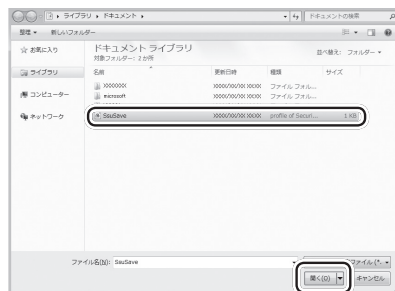 ライブラリ ▸ ドキュメント ▸
ドキュメントの検索
整理 ▾ 新しいフォルダー
お気に入り
ライブラリ
コンピューター
ネットワーク
ドキュメント ライブラリ
対象フォルダー: 2か所
並べ替え: フォルダー ▾
名前 更新日時 種類 サイズ
XXXXXXX XXXX/XX/XX XX:XX ファイル フォル...
microsoft XXXX/XX/XX XX:XX ファイル フォル...
SsuSave XXXX/XX/XX XX:XX profile of Securi... 1 KB
ファイル名(N): SsuSave
ファイル (*.
開く(O) キャンセル